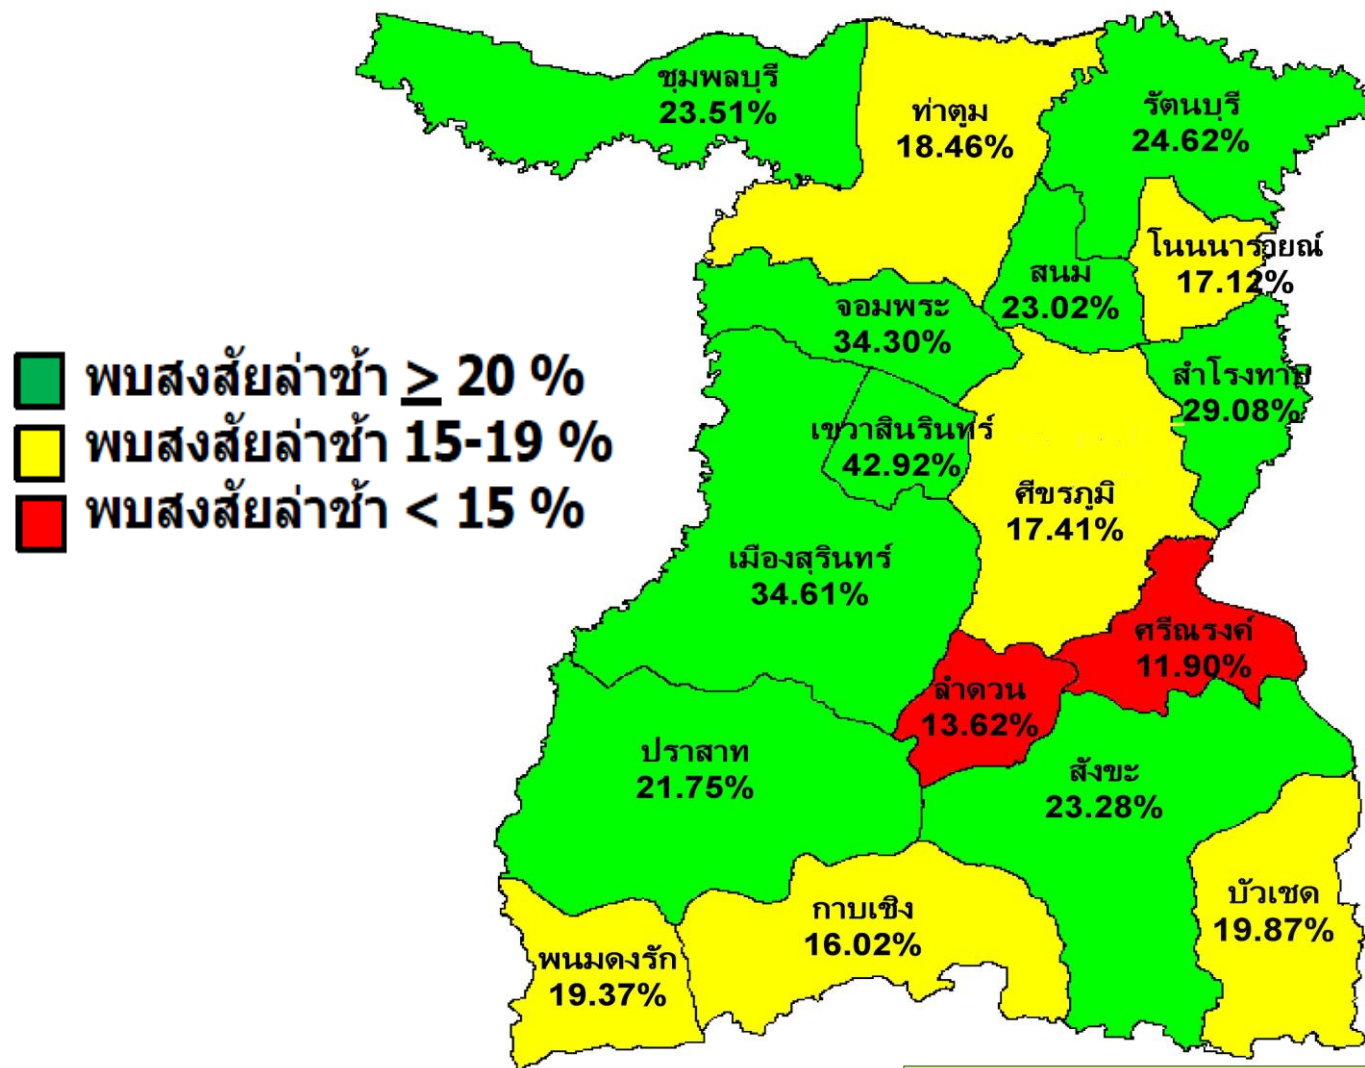 ชุมพลบุรี
23.51%
ท่าตูม
18.46%
รัตนบุรี
24.62%
โนนนารายณ์
17.12%
สนม
23.02%
จอมพระ
34.30%
สำโรงทาบ
29.08%
พบสงสัยล่าช้า ≥ 20 %
พบสงสัยล่าช้า 15-19 %
พบสงสัยล่าช้า < 15 %
เขวาสินรินทร์
42.92%
ศีขรภูมิ
17.41%
เมืองสุรินทร์
34.61%
ศรีณรงค์
11.90%
ลำดวน
13.62%
ปราสาท
21.75%
สังขะ
23.28%
บัวเชด
19.87%
กาบเชิง
16.02%
พนมดงรัก
19.37%